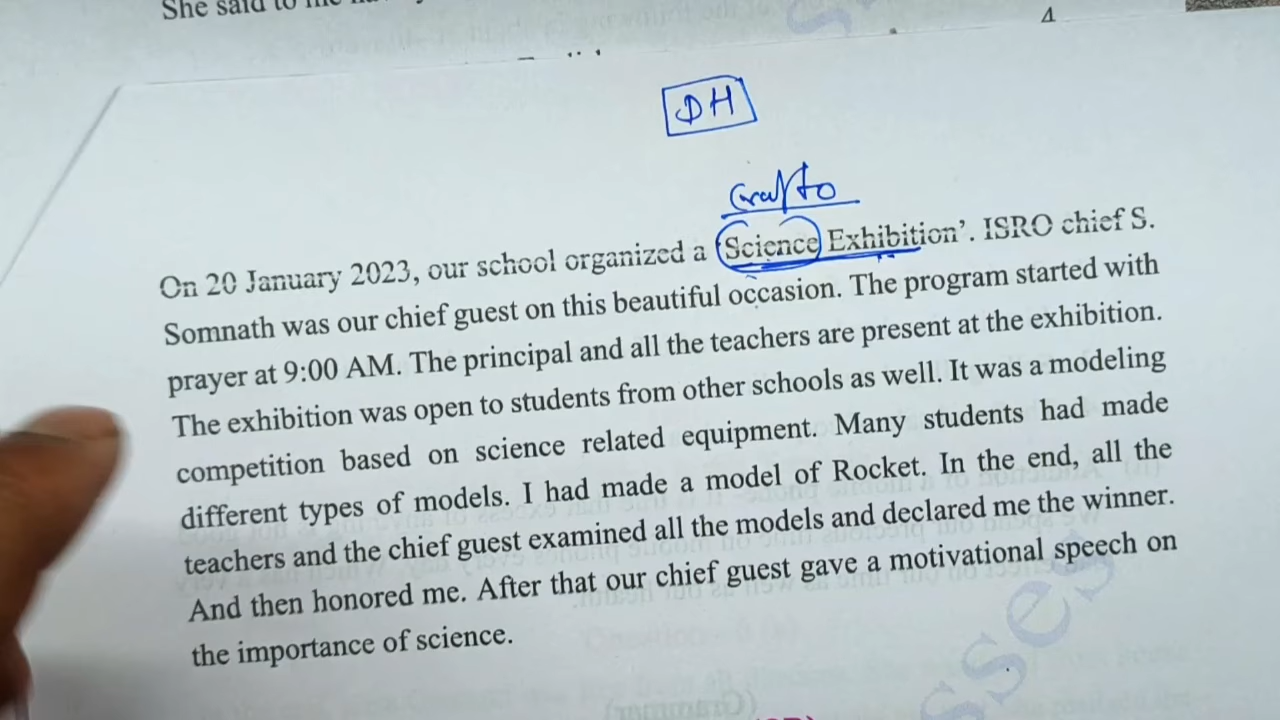 She said to me
4
DH
On 20 January 2023, our school organized a 'Science Exhibition'. ISRO chief S.
Somnath was our chief guest on this beautiful occasion. The program started with
prayer at 9:00 AM. The principal and all the teachers are present at the exhibition.
The exhibition was open to students from other schools as well. It was a modeling
competition based on science related equipment. Many students had made
different types of models. I had made a model of Rocket. In the end, all the
teachers and the chief guest examined all the models and declared me the winner.
And then honored me. After that our chief guest gave a motivational speech on
the importance of science.